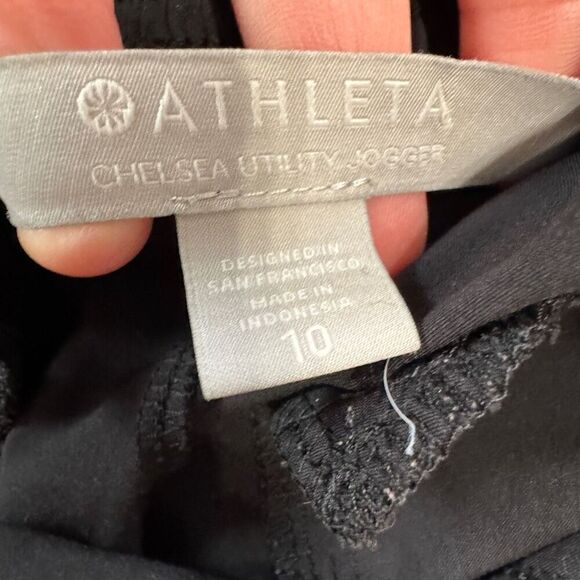 ATHLETA
CHELSEA UTILITY JOGGER
DESIGNED IN
SAN FRANCISCO
MADE IN
INDONESIA
10